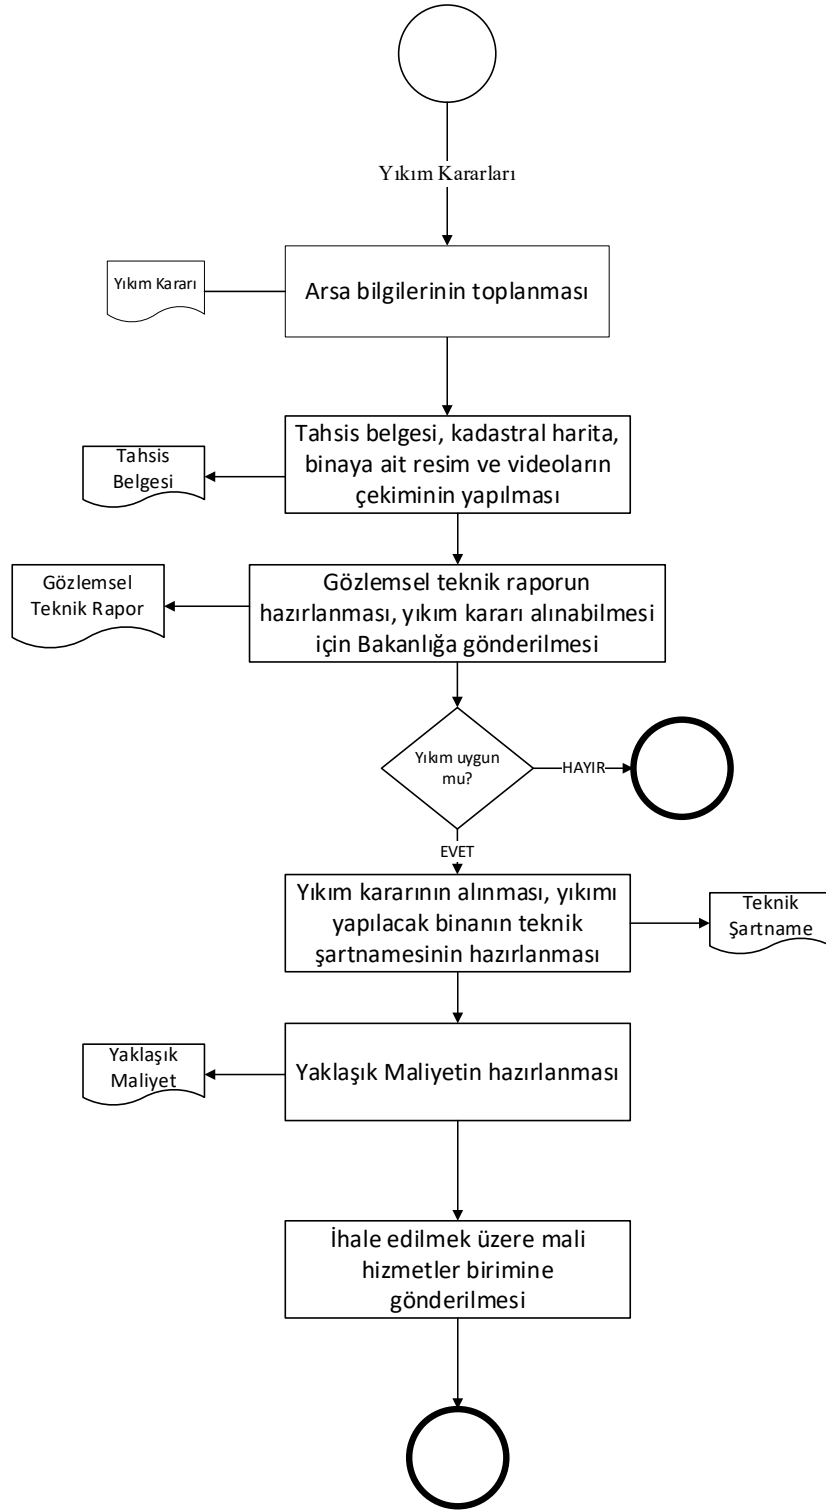 Yıkım Kararları
Yıkım Kararı
Arsa bilgilerinin toplanması
Tahsis belgesi, kadastral harita,
binaya ait resim ve videoların
çekiminin yapılması
Tahsis
Belgesi
Gözlemsel teknik raporun
hazırlanması, yıkım kararı alınabilmesi
için Bakanlığa gönderilmesi
Gözlemsel
Teknik Rapor
Yıkım uygun
mu?
HAYIR
EVET
Yıkım kararının alınması, yıkımı
yapılacak binanın teknik
şartnamesinin hazırlanması
Teknik
Şartname
Yaklaşık
Maliyet
Yaklaşık Maliyetin hazırlanması
İhale edilmek üzere mali
hizmetler birimine
gönderilmesi